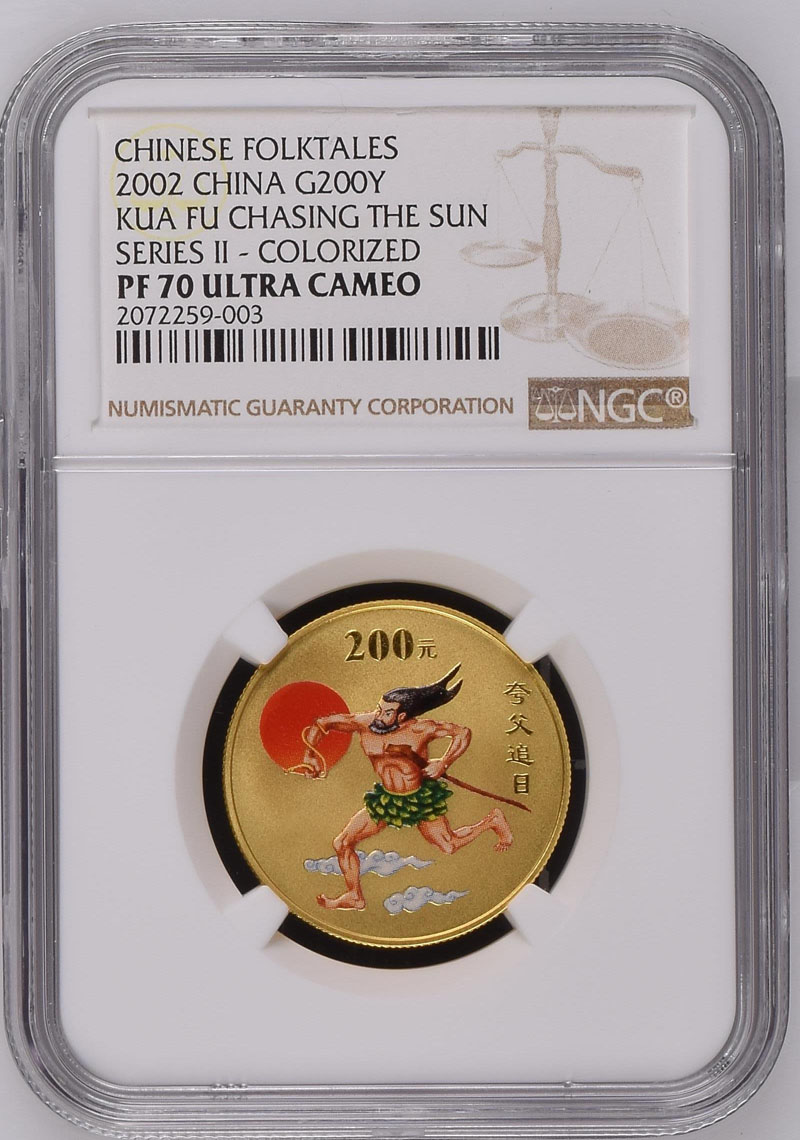 CHINESE FOLKTALES
2002 CHINA G200Y
KUA FU CHASING THE SUN
SERIES II - COLORIZED
PF 70 ULTRA CAMEO
2072259-003
NUMISMATIC GUARANTY CORPORATION
NGC®
200元
夸父追日